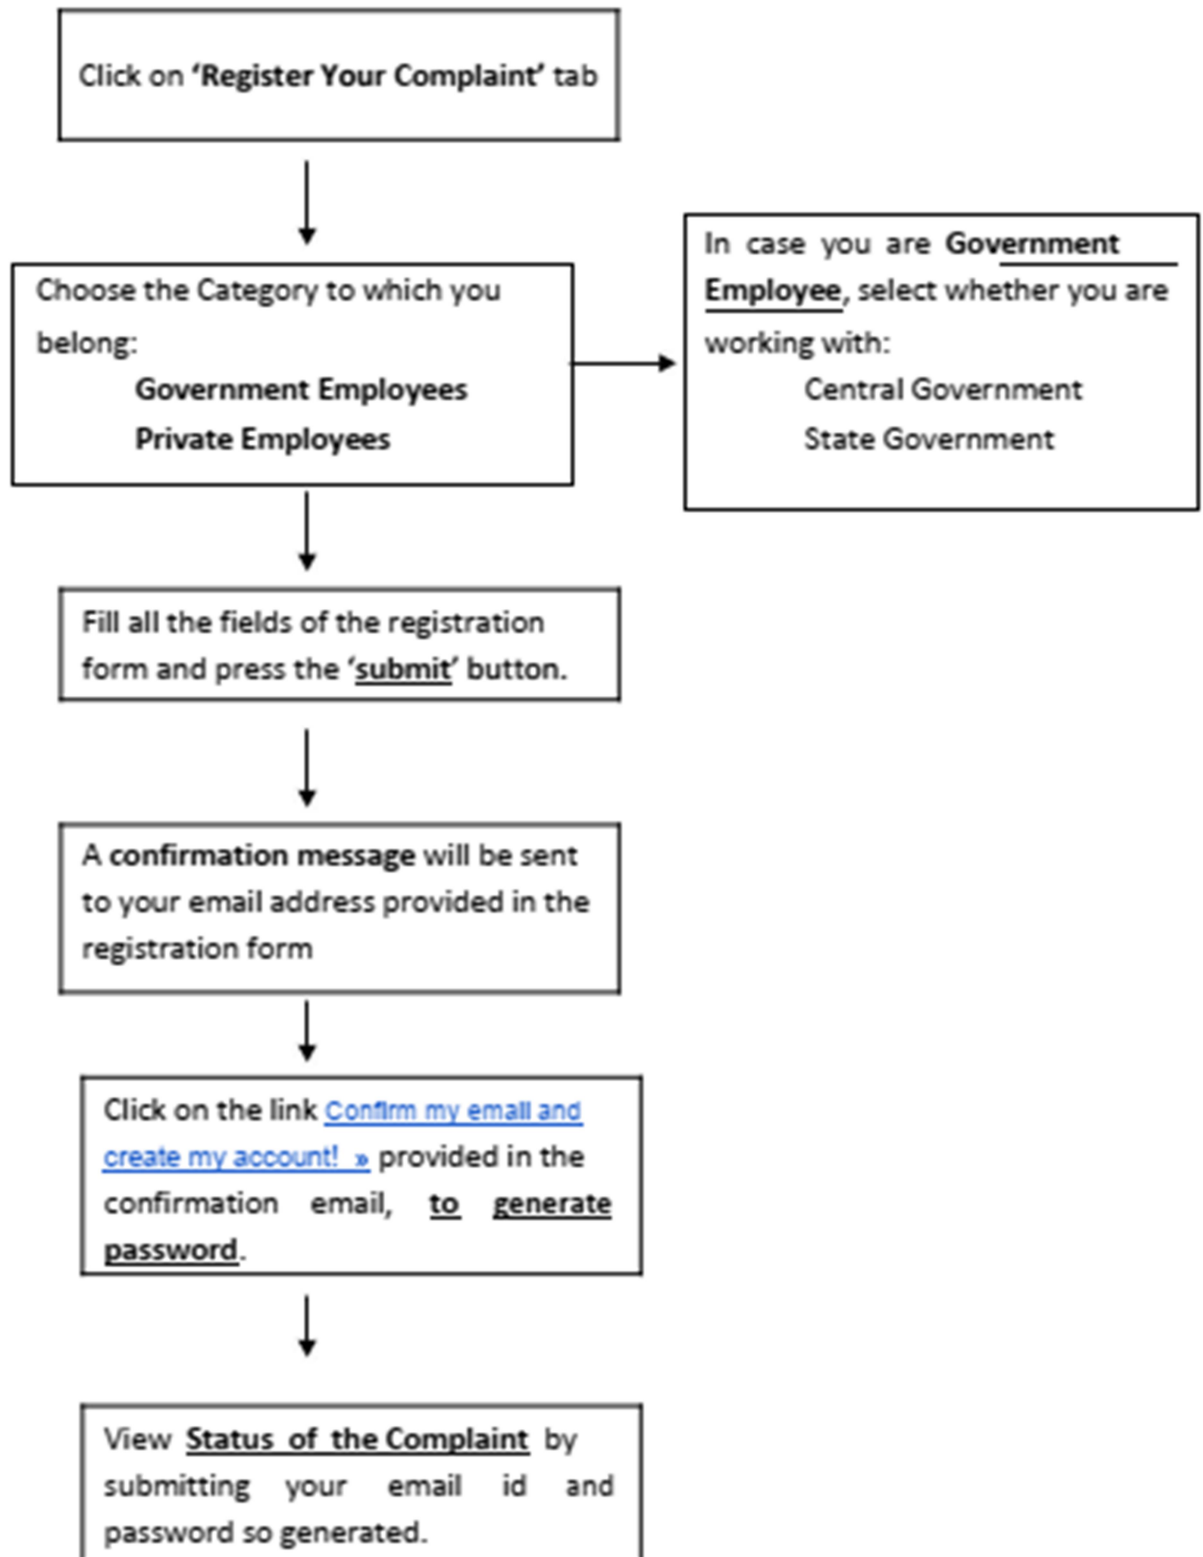 Click on ‘Register Your Complaint’ tab
Choose the Category to which you
belong:
Government Employees
Private Employees
In case you are Government
Employee, select whether you are
working with:
Central Government
State Government
Fill all the fields of the registration
form and press the ‘submit’ button.
A confirmation message will be sent
to your email address provided in the
registration form
Click on the link Confirm my email and
create my account! » provided in the
confirmation email, to generate
password.
View Status of the Complaint by
submitting your email id and
password so generated.